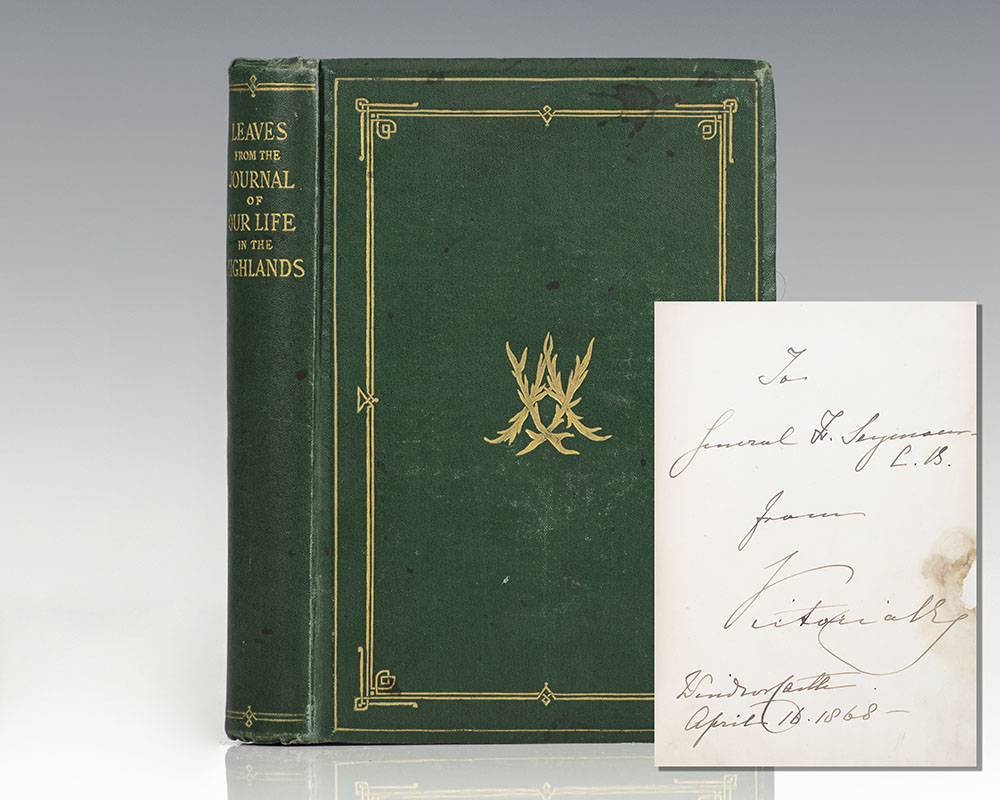 LEAVES
FROM THE
JOURNAL
OF
OUR LIFE
IN THE
HIGHLANDS
To
General F. Seymour
C. B.
from
Victoria R
Windsor Castle
April 16. 1868